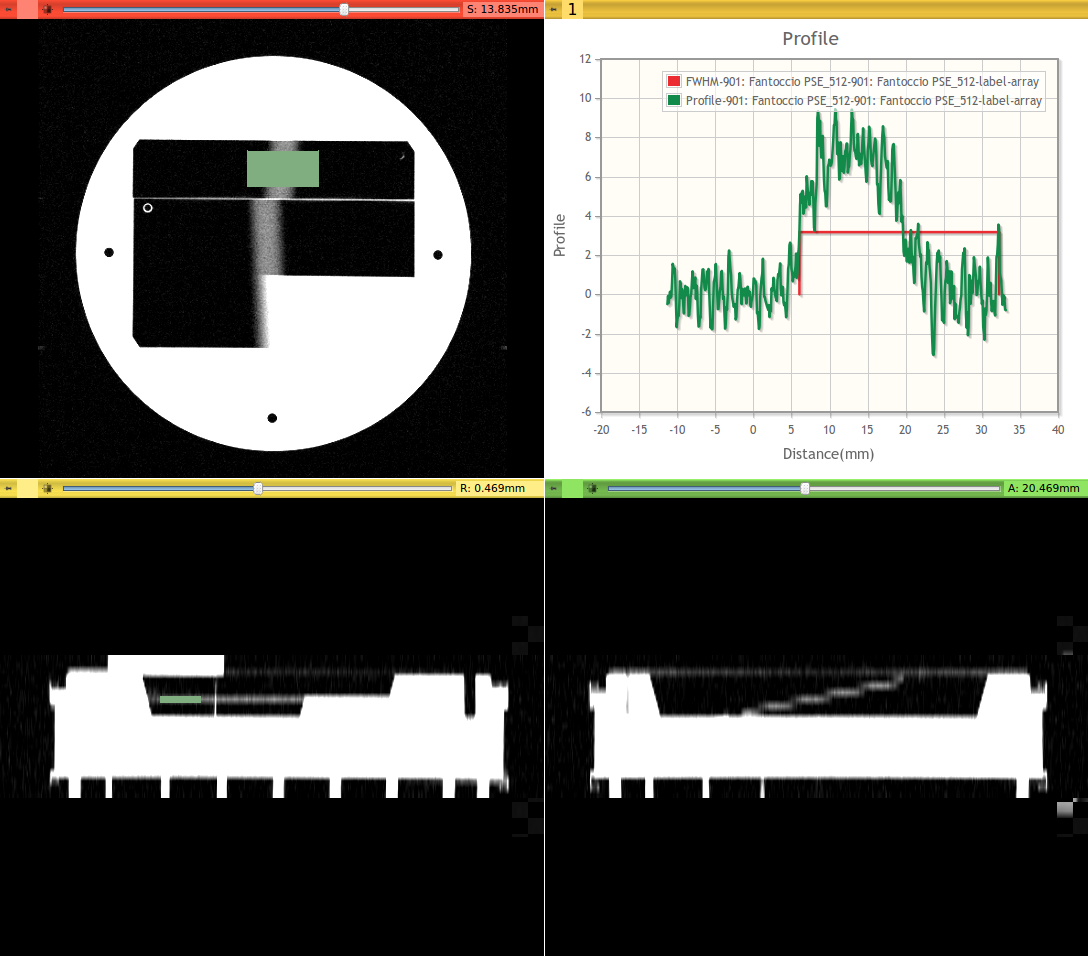 S: 13.835mm
1
Profile
12
10
8
6
4
2
0
-2
-4
-6
Profile
FWHM-901: Fantoccio PSE_512-901: Fantoccio PSE_512-label-array
Profile-901: Fantoccio PSE_512-901: Fantoccio PSE_512-label-array
-20 -15 -10 -5 0 5 10 15 20 25 30 35 40
Distance(mm)
R: 0.469mm
A: 20.469mm